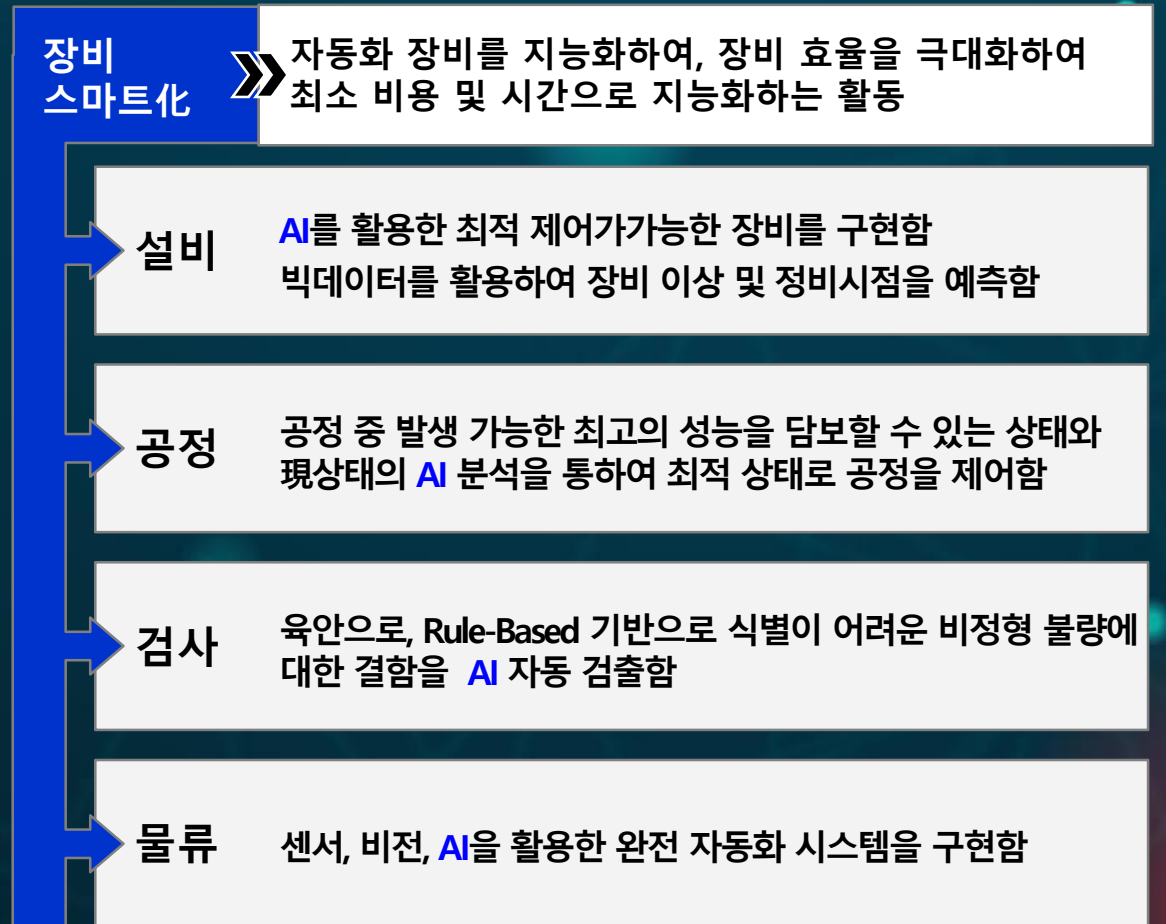 장비
스마트化
자동화 장비를 지능화하여, 장비 효율을 극대화하여
최소 비용 및 시간으로 지능화하는 활동
설비
AI를 활용한 최적 제어가가능한 장비를 구현함
빅데이터를 활용하여 장비 이상 및 정비시점을 예측함
공정
공정 중 발생 가능한 최고의 성능을 담보할 수 있는 상태와
現상태의 AI 분석을 통하여 최적 상태로 공정을 제어함
검사
육안으로, Rule-Based 기반으로 식별이 어려운 비정형 불량에
대한 결함을 AI 자동 검출함
물류
센서, 비전, AI을 활용한 완전 자동화 시스템을 구현함